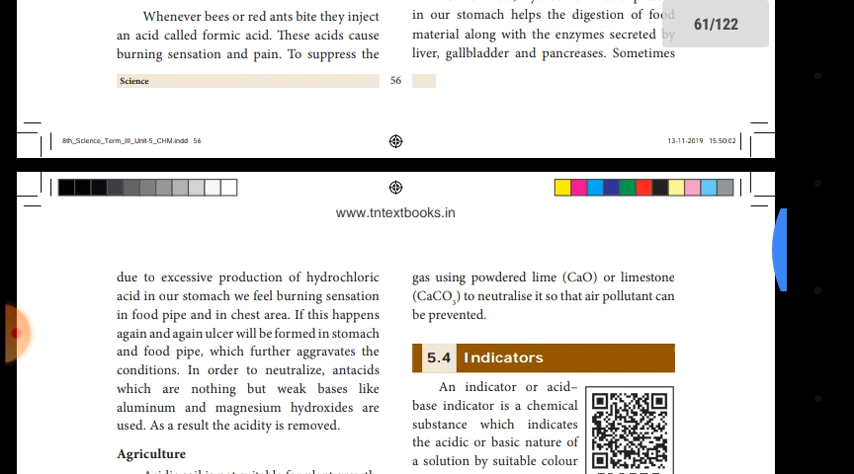 Whenever bees or red ants bite they inject
an acid called formic acid. These acids cause
burning sensation and pain. To suppress the
in our stomach helps the digestion of food
material along with the enzymes secreted by
liver, gallbladder and pancreases. Sometimes
61/122
Science
56
8th_Science_Term_III_Unit-5_CHM.indd 56
13-11-2019 15:50:02
www.tntextbooks.in
due to excessive production of hydrochloric
acid in our stomach we feel burning sensation
in food pipe and in chest area. If this happens
again and again ulcer will be formed in stomach
and food pipe, which further aggravates the
conditions. In order to neutralize, antacids
which are nothing but weak bases like
aluminum and magnesium hydroxides are
used. As a result the acidity is removed.
Agriculture
gas using powdered lime (CaO) or limestone
(CaCO₃) to neutralise it so that air pollutant can
be prevented.
5.4 Indicators
An indicator or acid–
base indicator is a chemical
substance which indicates
the acidic or basic nature of
a solution by suitable colour